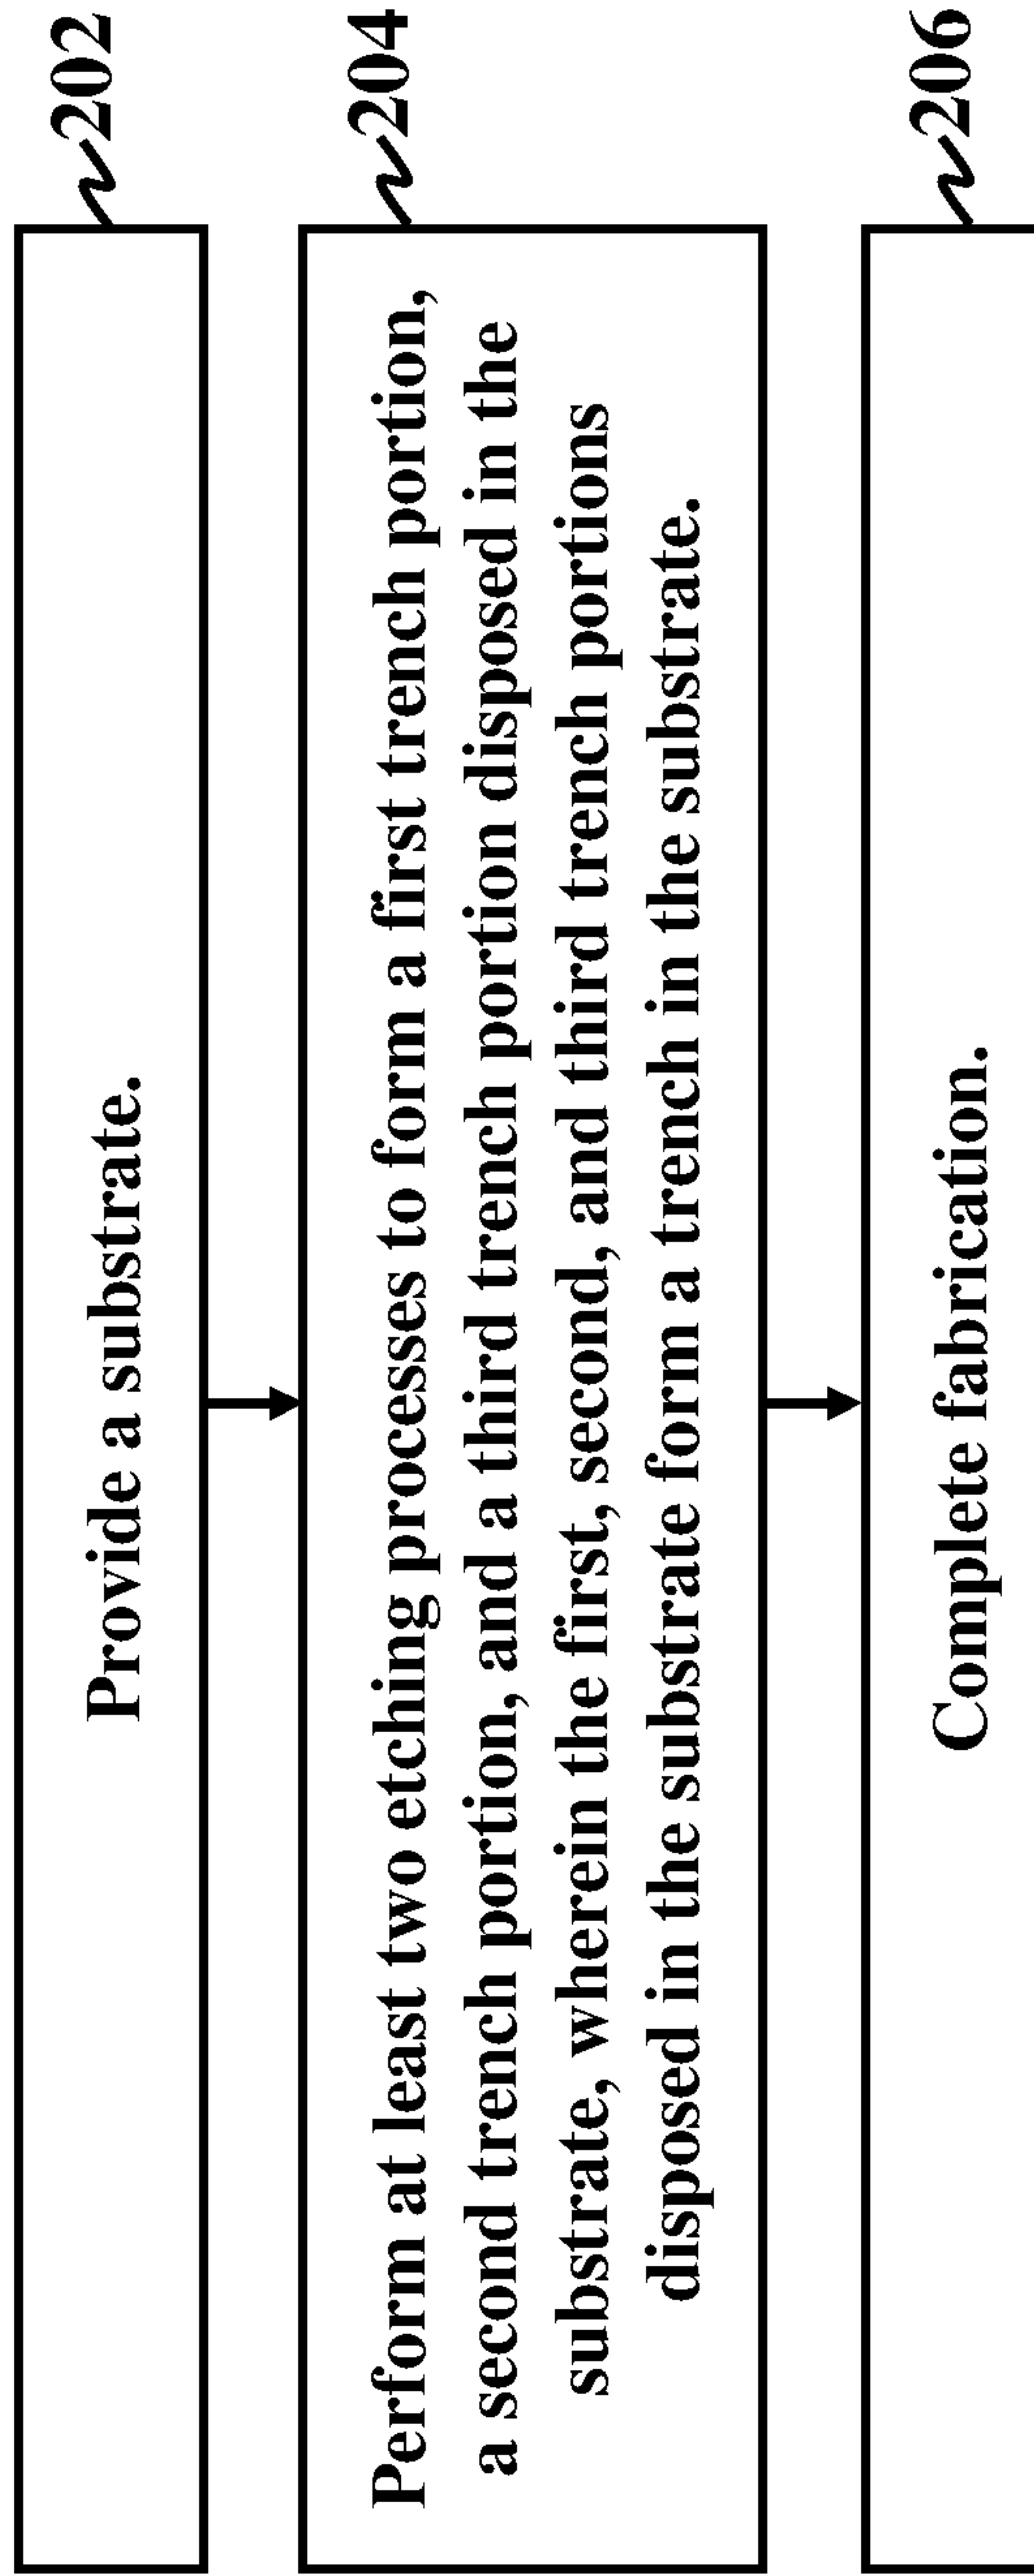 Provide a substrate.
202
Perform at least two etching processes to form a first trench portion,
a second trench portion, and a third trench portion disposed in the
substrate, wherein the first, second, and third trench portions
disposed in the substrate form a trench in the substrate.
204
Complete fabrication.
206